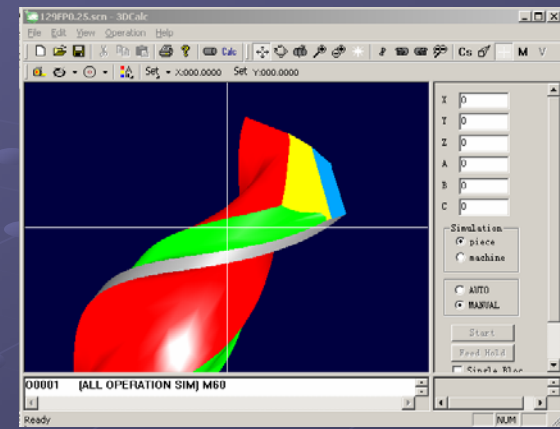 129FP0.25.scn - 3DCalc
File Edit View Operation Help
Calc Cs M V
Set X:000.0000 Set Y:000.0000
X 0
Y 0
Z 0
A 0
B 0
C 0
Simulation
piece
machine
AUTO
MANUAL
Start
Feed Hold
Single Bloc
O0001 (ALL OPERATION SIM) M60
Ready NUM